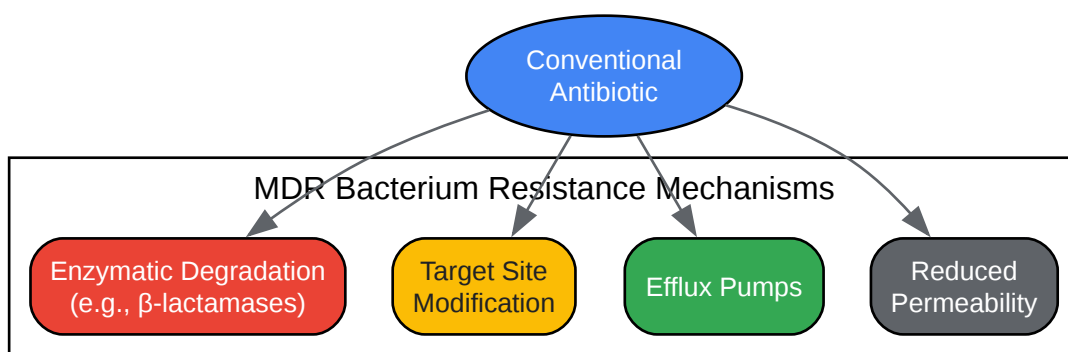 Conventional
Antibiotic
MDR Bacterium Resistance Mechanisms
Enzymatic Degradation
(e.g., β-lactamases)
Target Site
Modification
Efflux Pumps
Reduced
Permeability